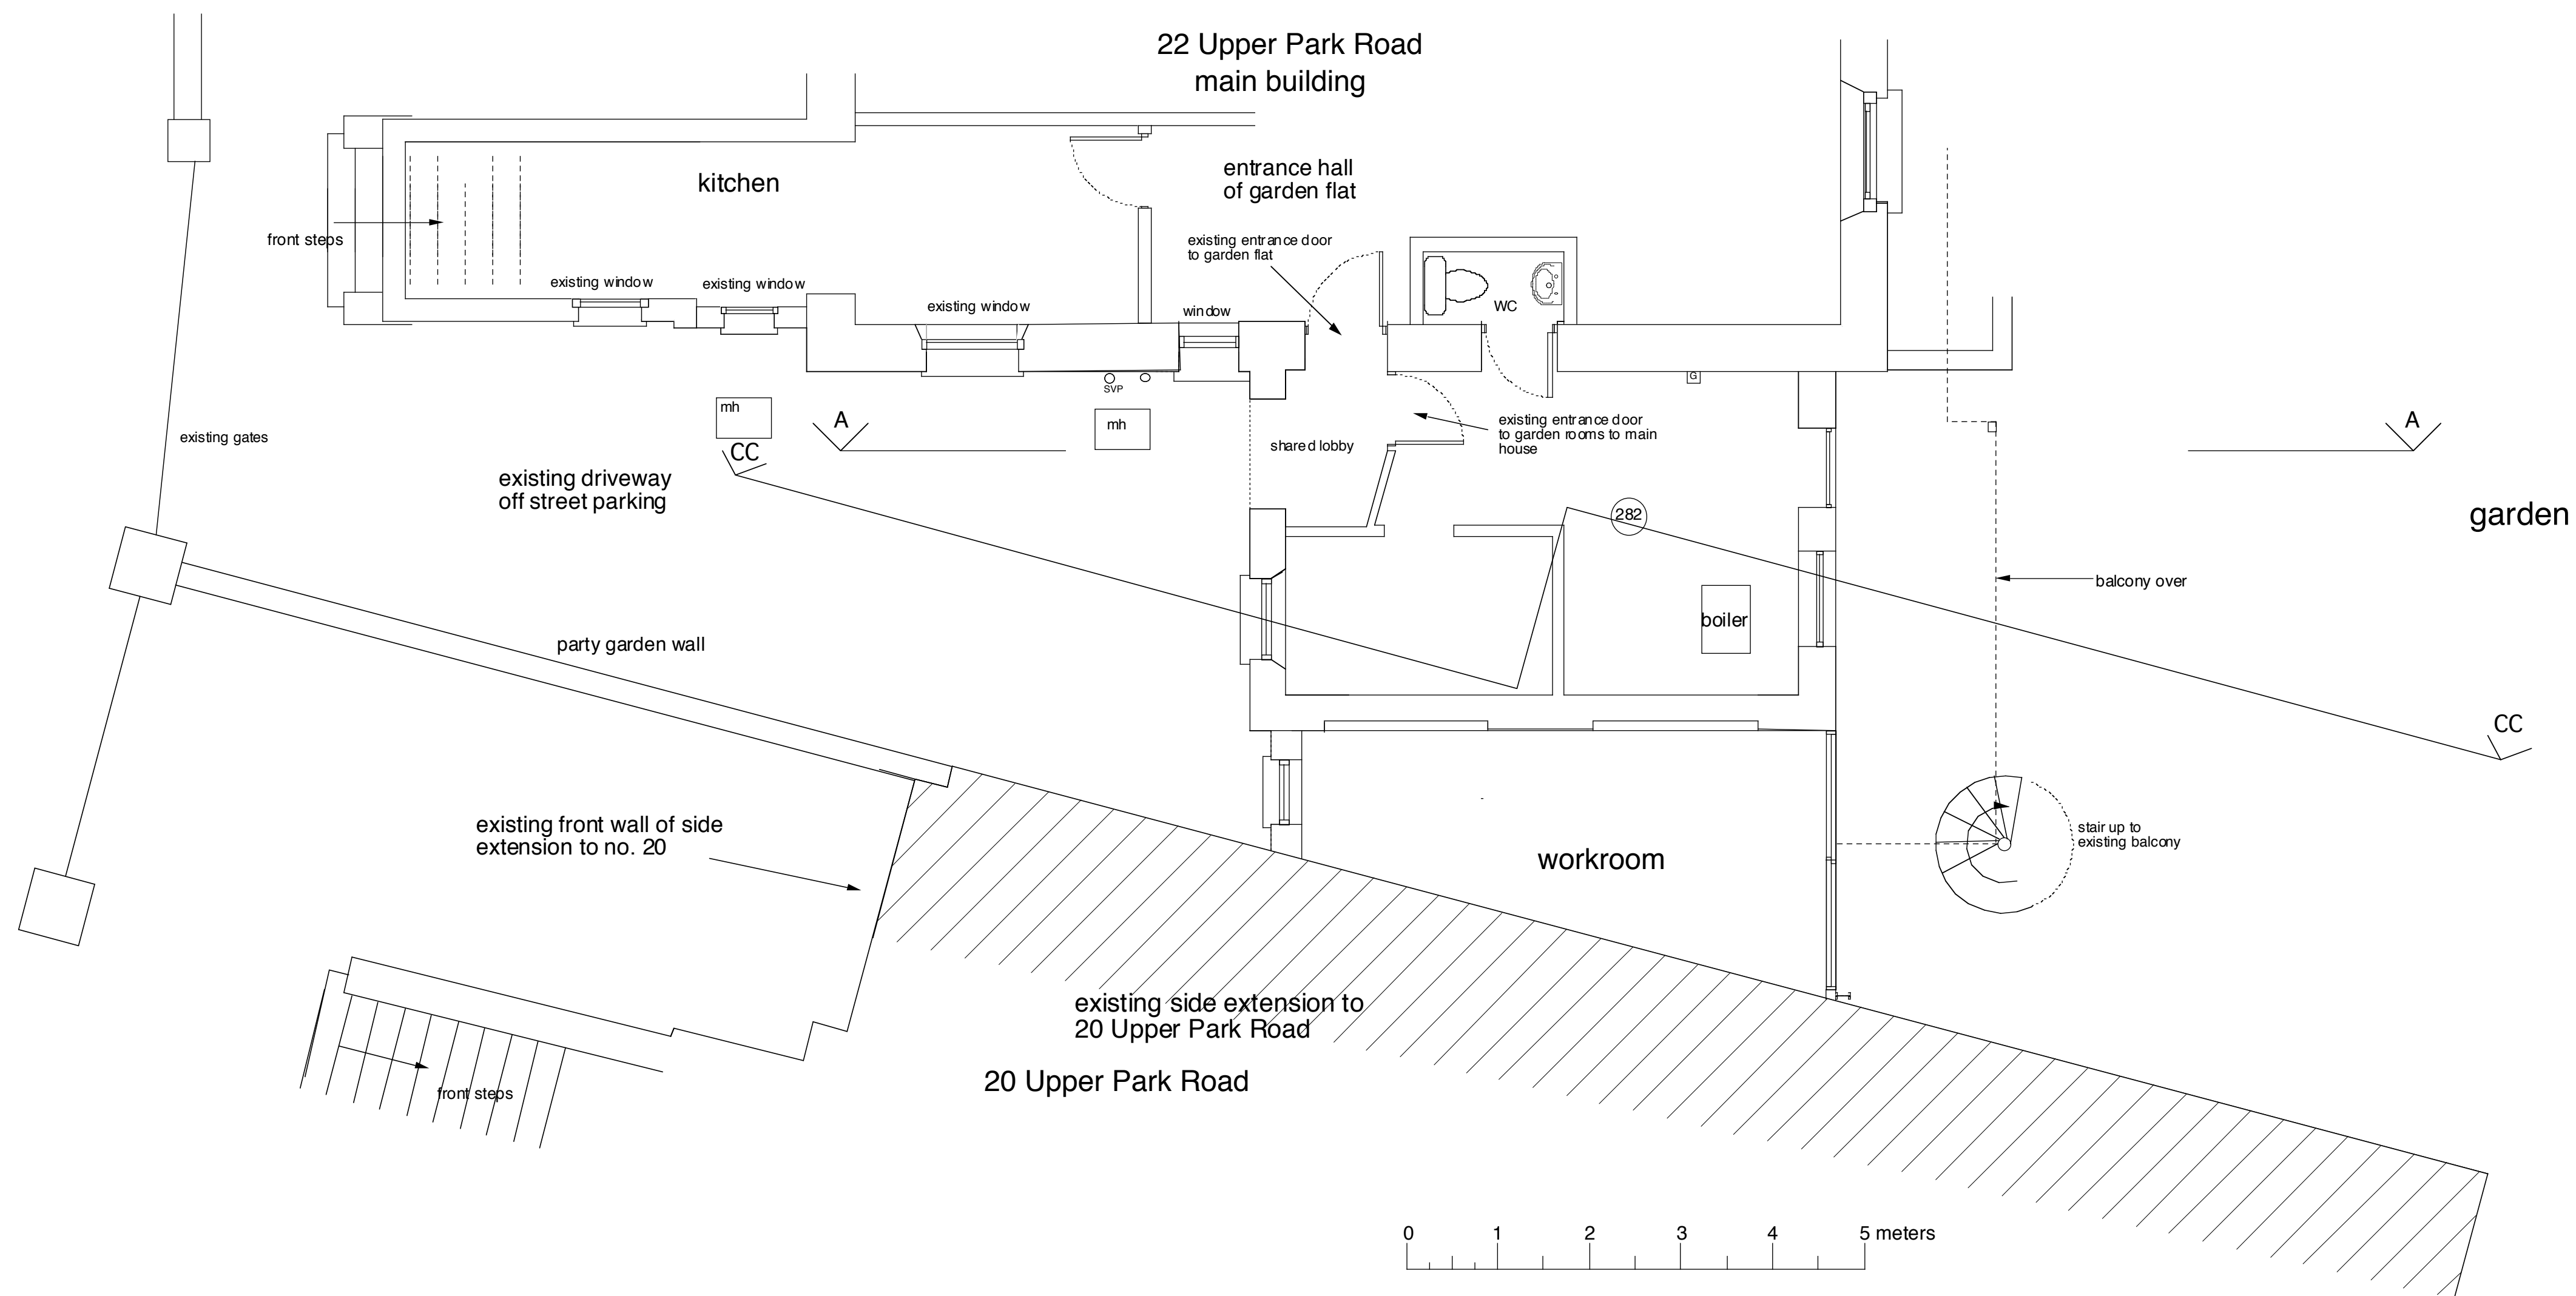 22 Upper Park Road
main building
entrance hall
of garden flat
kitchen
front steps
existing entrance door
to garden flat
existing window
existing window
existing window
window
WC
SVP
G
mh
mh
A
A
CC
existing gates
existing driveway
off street parking
shared lobby
existing entrance door
to garden rooms to main
house
282
garden
balcony over
boiler
party garden wall
CC
existing front wall of side
extension to no. 20
workroom
stair up to
existing balcony
existing side extension to
20 Upper Park Road
20 Upper Park Road
front steps
0 1 2 3 4 5 meters